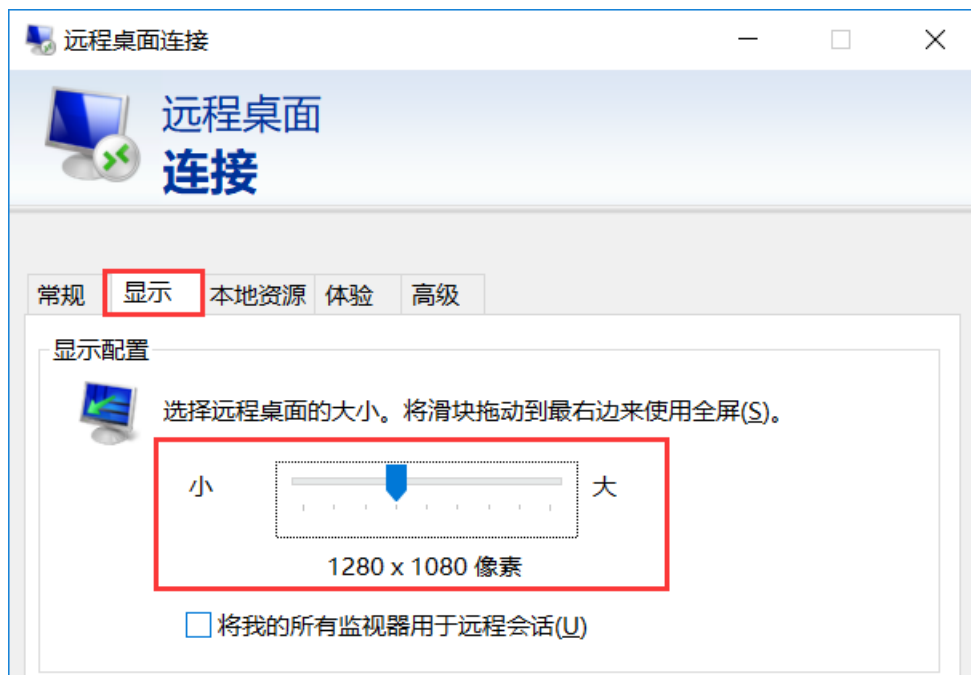 远程桌面连接
远程桌面
连接
常规 显示 本地资源 体验 高级
显示配置
选择远程桌面的大小。将滑块拖动到最右边来使用全屏(S)。
小 大
1280 x 1080 像素
将我的所有监视器用于远程会话(U)